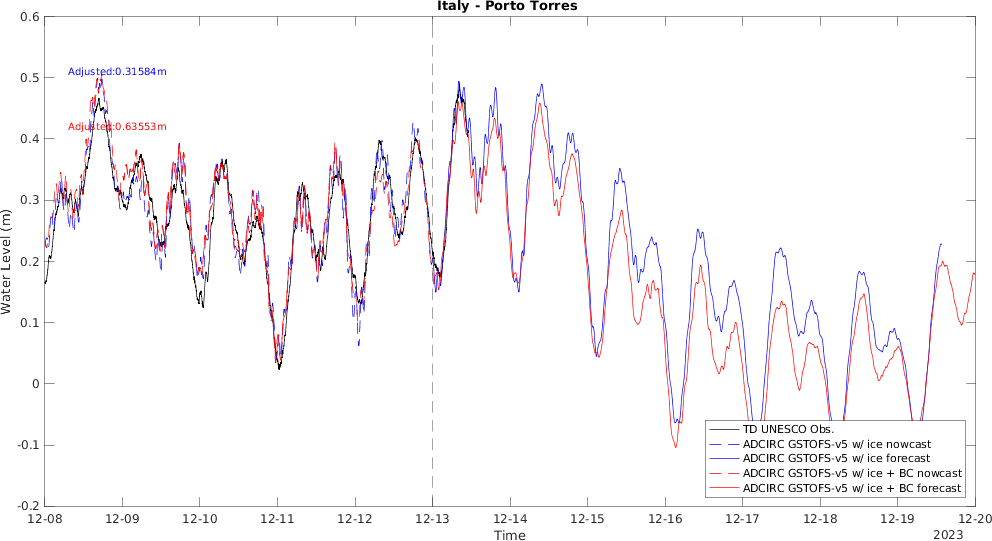 Italy - Porto Torres
Water Level (m)
0.6
0.5
0.4
0.3
0.2
0.1
0
-0.1
-0.2
Adjusted:0.31584m
Adjusted:0.63553m
TD UNESCO Obs.
ADCIRC GSTOFS-v5 w/ ice nowcast
ADCIRC GSTOFS-v5 w/ ice forecast
ADCIRC GSTOFS-v5 w/ ice + BC nowcast
ADCIRC GSTOFS-v5 w/ ice + BC forecast
12-08 12-09 12-10 12-11 12-12 12-13 12-14 12-15 12-16 12-17 12-18 12-19 12-20
Time
2023